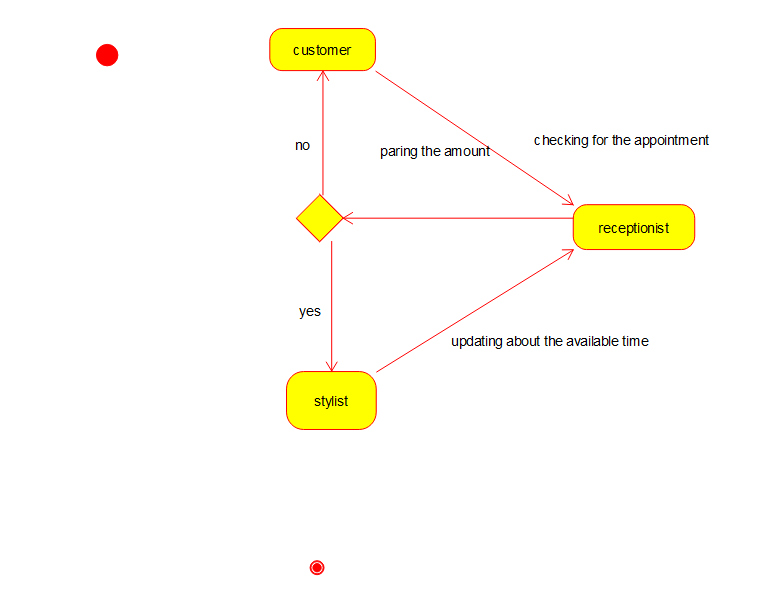 customer
checking for the appointment
no
paring the amount
receptionist
yes
updating about the available time
stylist